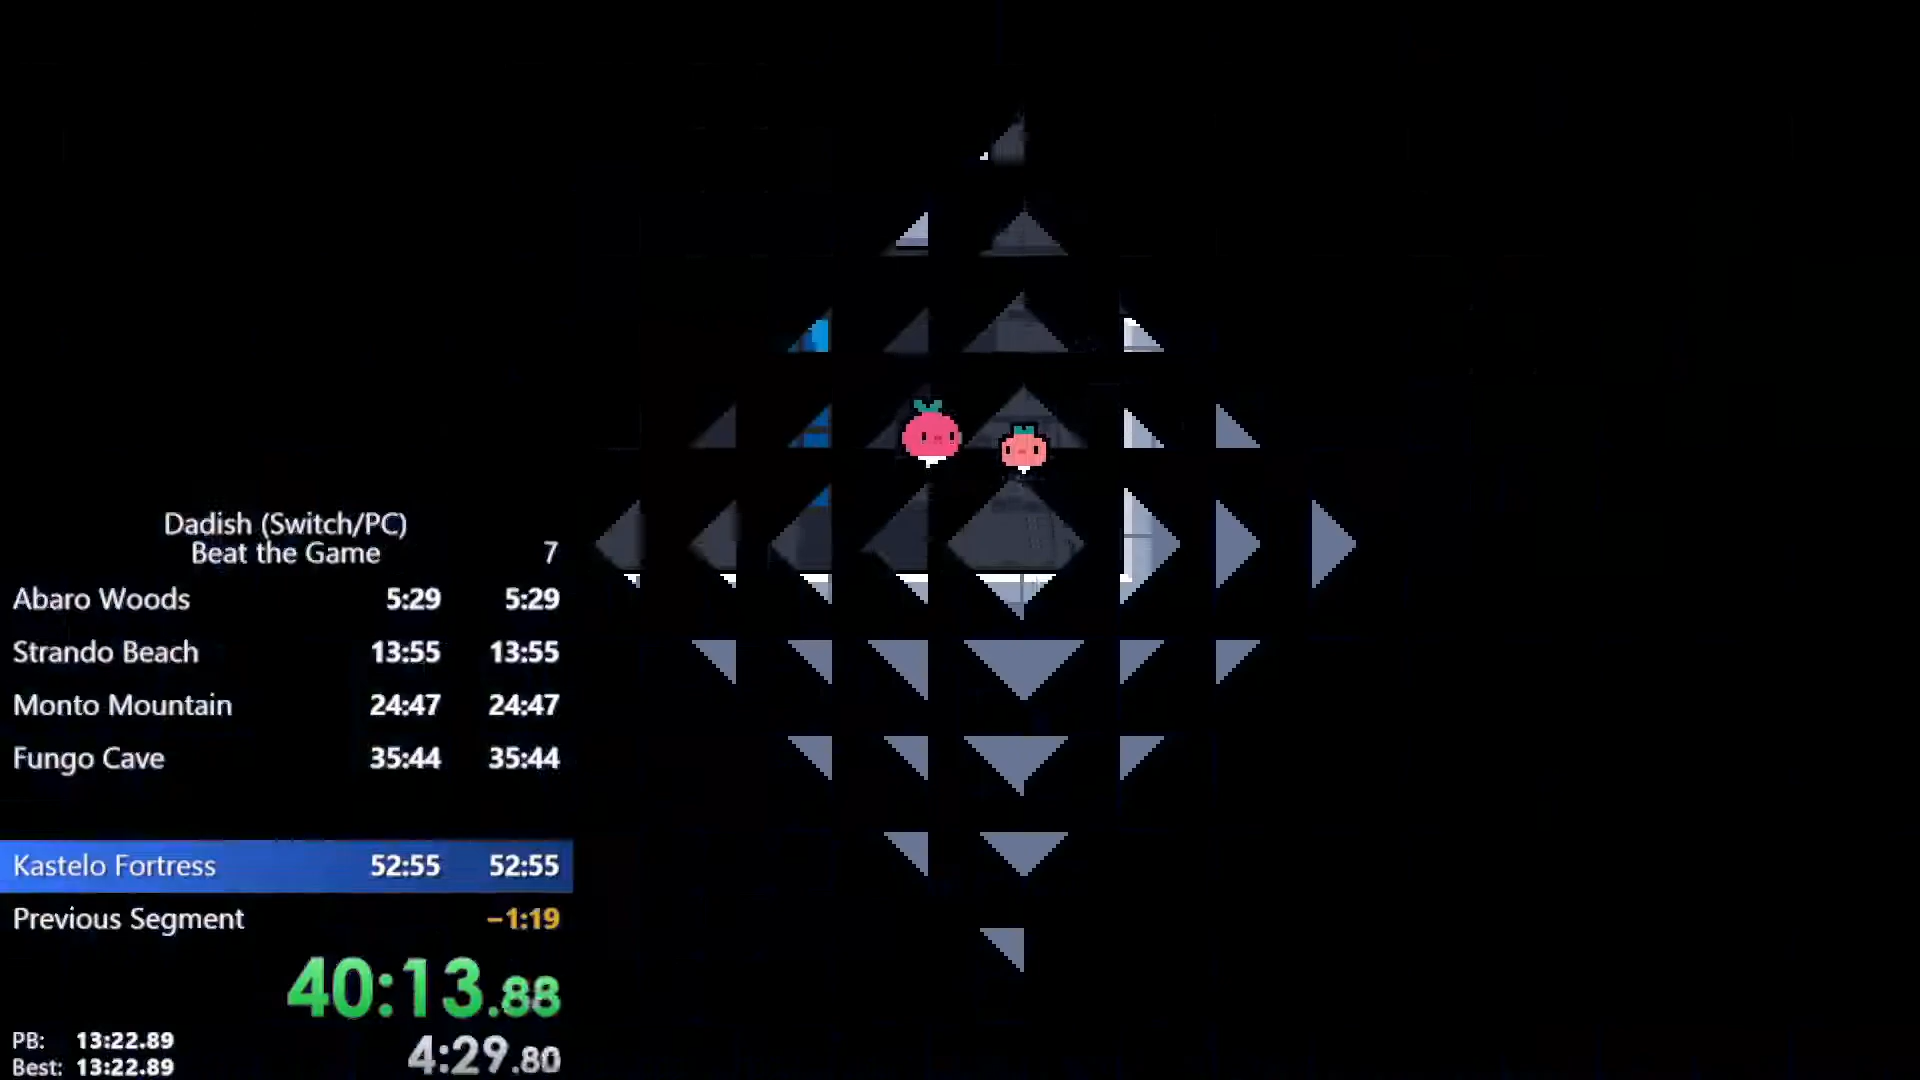 Dadish (Switch/PC)
Beat the Game 7
Abaro Woods 5:29 5:29
Strando Beach 13:55 13:55
Monto Mountain 24:47 24:47
Fungo Cave 35:44 35:44
Kastelo Fortress 52:55 52:55
Previous Segment −1:19
40:13.88
PB: 13:22.89
Best: 13:22.89
4:29.80